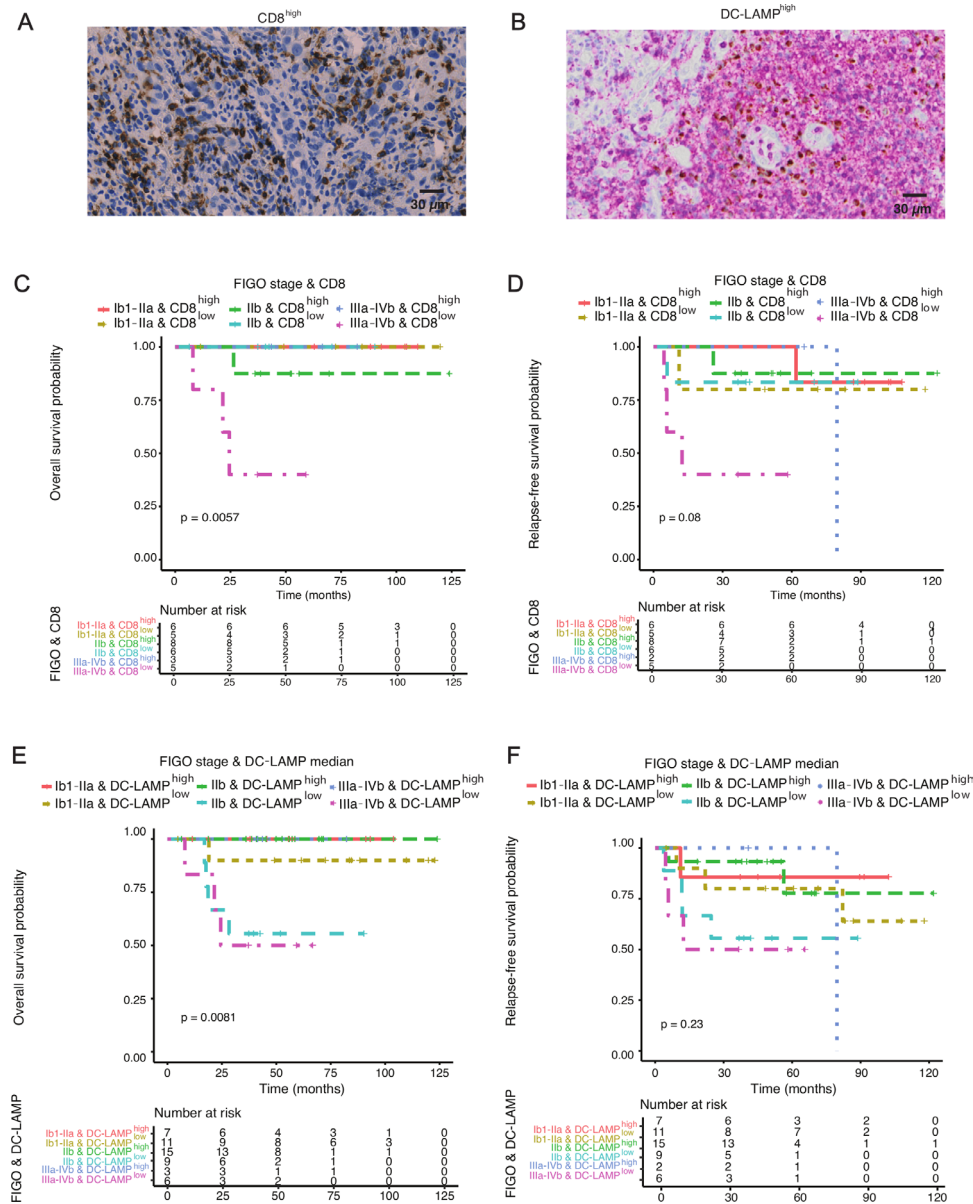 A
CD8high
30 µm
B
DC-LAMPhigh
30 µm
C
FIGO stage & CD8
Ib1-IIa & CD8 IIb & CD8high IIIa-IVb & CD8high
Ib1-IIa & CD8 IIb & CD8low IIIa-IVb & CD8low
Overall survival probability
1.00
0.75
0.50
0.25
0.00
p = 0.0057
0 25 50 75 100 125
Time (months)
FIGO & CD8
Number at risk
Ib1-IIa & CD8high 6 6 6 5 3 0
Ib1-IIa & CD8low 5 4 3 2 1 0
IIb & CD8high 8 8 4 1 1 0
IIb & CD8low 6 5 2 1 0 0
IIIa-IVb & CD8high 3 3 2 1 0 0
IIIa-IVb & CD8low 5 2 1 0 0 0
0 25 50 75 100 125
D
FIGO stage & CD8
Ib1-IIa & CD8high IIb & CD8high IIIa-IVb & CD8high
Ib1-IIa & CD8low IIb & CD8low IIIa-IVb & CD8low
Relapse-free survival probability
1.00
0.75
0.50
0.25
0.00
p = 0.08
0 30 60 90 120
Time (months)
FIGO & CD8
Number at risk
Ib1-IIa & CD8high 6 6 6 4 0
Ib1-IIa & CD8low 5 4 3 1 0
IIb & CD8high 8 7 2 1 1
IIb & CD8low 6 5 2 0 0
IIIa-IVb & CD8high 2 2 2 0 0
IIIa-IVb & CD8low
0 30 60 90 120
E
FIGO stage & DC-LAMP median
Ib1-IIa & DC-LAMPhigh IIb & DC-LAMPhigh IIIa-IVb & DC-LAMPhigh
Ib1-IIa & DC-LAMPlow IIb & DC-LAMPlow IIIa-IVb & DC-LAMPlow
Overall survival probability
1.00
0.75
0.50
0.25
0.00
p = 0.0081
0 25 50 75 100 125
Time (months)
FIGO & DC-LAMP
Number at risk
Ib1-IIa & DC-LAMPhigh 7 6 4 3 1 0
Ib1-IIa & DC-LAMPlow 11 9 8 6 3 0
IIb & DC-LAMPhigh 15 13 8 1 1 0
IIb & DC-LAMPlow 9 6 2 1 0 0
IIIa-IVb & DC-LAMPhigh 3 3 1 1 0 0
IIIa-IVb & DC-LAMPlow 6 3 2 0 0 0
0 25 50 75 100 125
F
FIGO stage & DC-LAMP median
Ib1-IIa & DC-LAMPhigh IIb & DC-LAMPhigh IIIa-IVb & DC-LAMPhigh
Ib1-IIa & DC-LAMPlow IIb & DC-LAMPlow IIIa-IVb & DC-LAMPlow
Relapse-free survival probability
1.00
0.75
0.50
0.25
0.00
p = 0.23
0 30 60 90 120
Time (months)
FIGO & DC-LAMP
Number at risk
Ib1-IIa & DC-LAMPhigh 7 6 3 2 0
Ib1-IIa & DC-LAMPlow 11 8 7 2 0
IIb & DC-LAMPhigh 15 13 4 1 1
IIb & DC-LAMPlow 9 5 1 0 0
IIIa-IVb & DC-LAMPhigh 2 2 1 0 0
IIIa-IVb & DC-LAMPlow 6 3 1 0 0
0 30 60 90 120